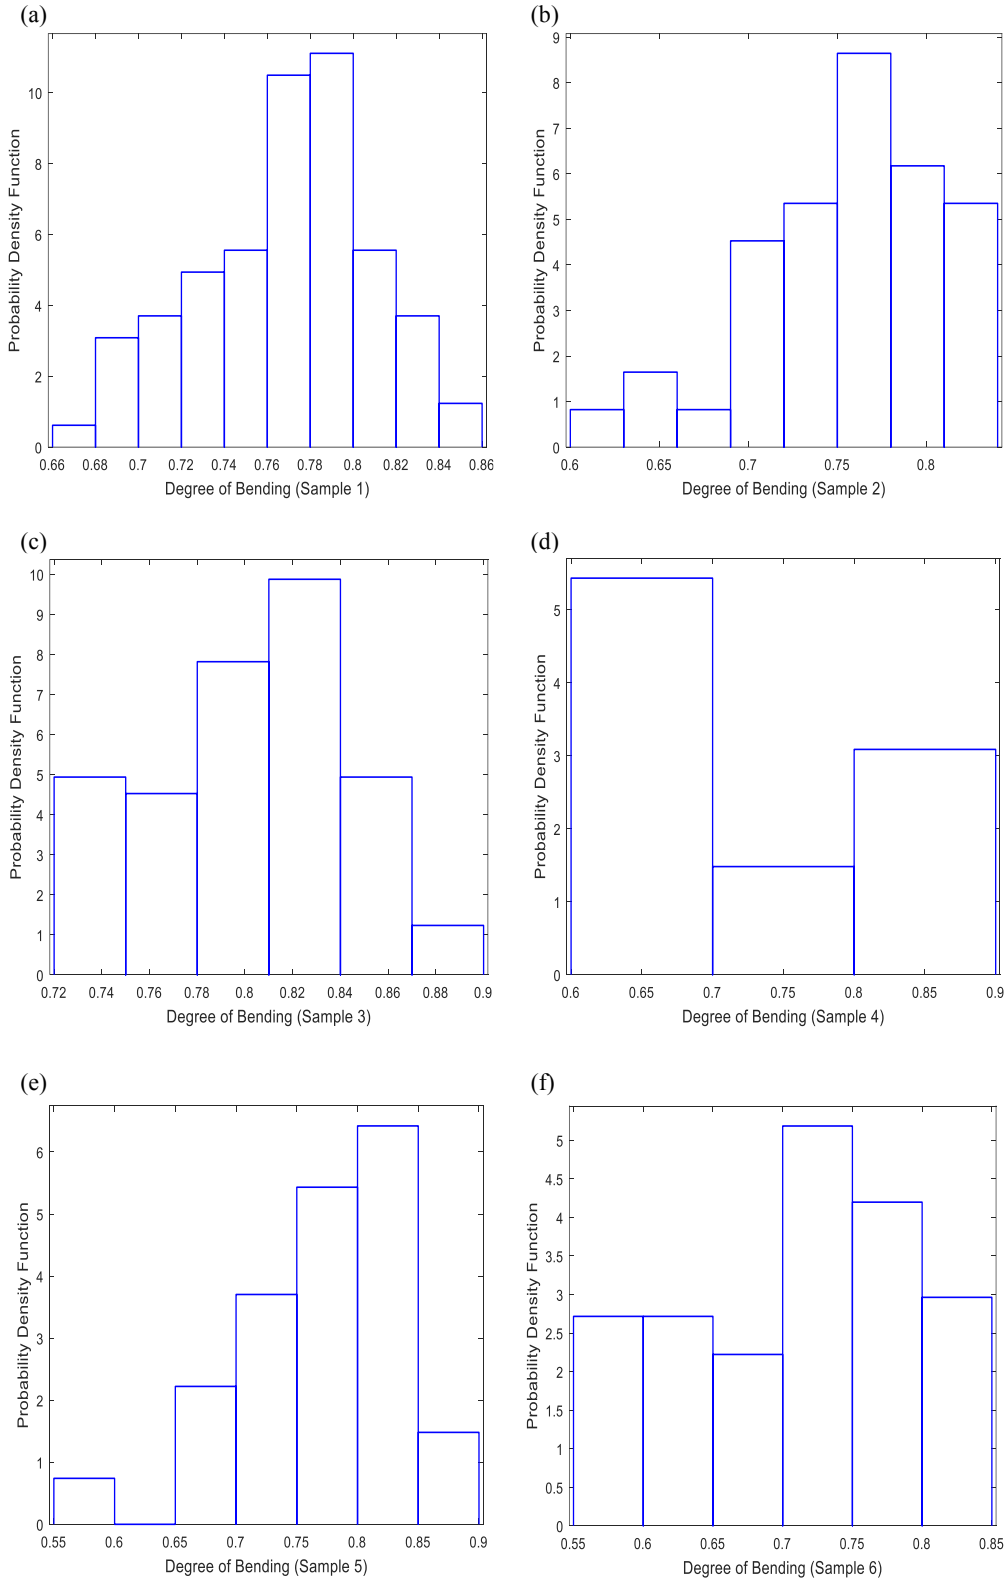 (a)
Probability Density Function
10
8
6
4
2
0
0.66 0.68 0.7 0.72 0.74 0.76 0.78 0.8 0.82 0.84 0.86
Degree of Bending (Sample 1)
(b)
Probability Density Function
9
8
7
6
5
4
3
2
1
0
0.6 0.65 0.7 0.75 0.8
Degree of Bending (Sample 2)
(c)
Probability Density Function
10
9
8
7
6
5
4
3
2
1
0
0.72 0.74 0.76 0.78 0.8 0.82 0.84 0.86 0.88 0.9
Degree of Bending (Sample 3)
(d)
Probability Density Function
5
4
3
2
1
0
0.6 0.65 0.7 0.75 0.8 0.85 0.9
Degree of Bending (Sample 4)
(e)
Probability Density Function
6
5
4
3
2
1
0
0.55 0.6 0.65 0.7 0.75 0.8 0.85 0.9
Degree of Bending (Sample 5)
(f)
Probability Density Function
5
4.5
4
3.5
3
2.5
2
1.5
1
0.5
0
0.55 0.6 0.65 0.7 0.75 0.8 0.85
Degree of Bending (Sample 6)